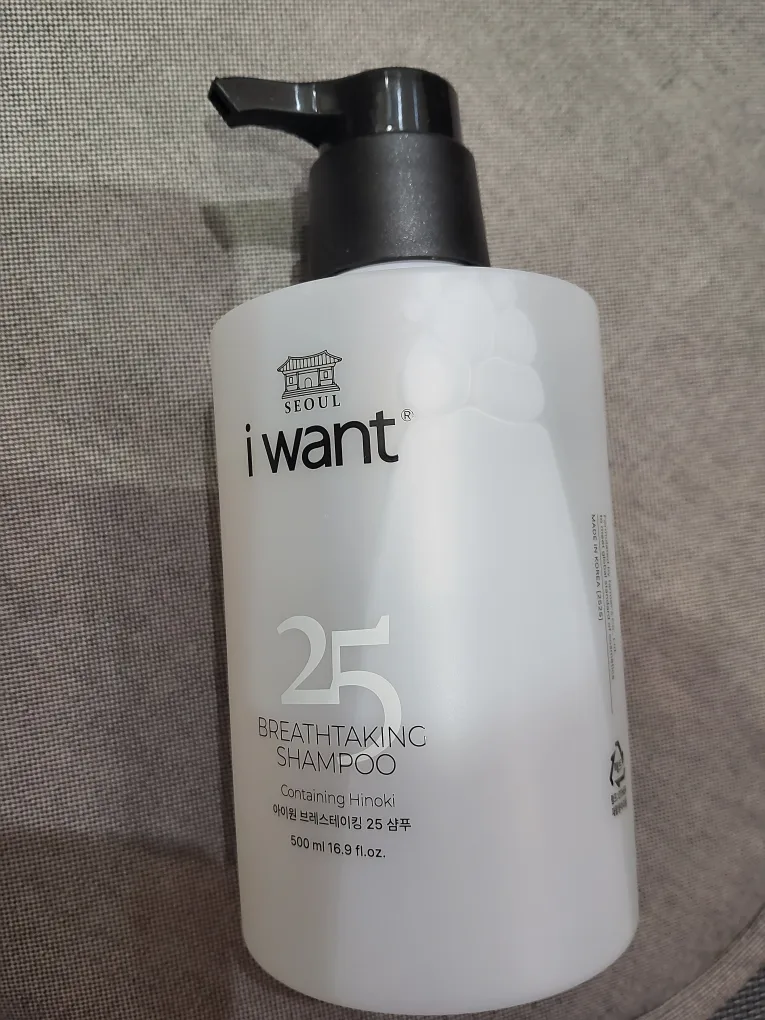 SEOUL
i want®
25
BREATHTAKING
SHAMPOO
Containing Hinoki
아이원 브레스테이킹 25 샴푸
500 ml 16.9 fl.oz.
MADE IN KOREA